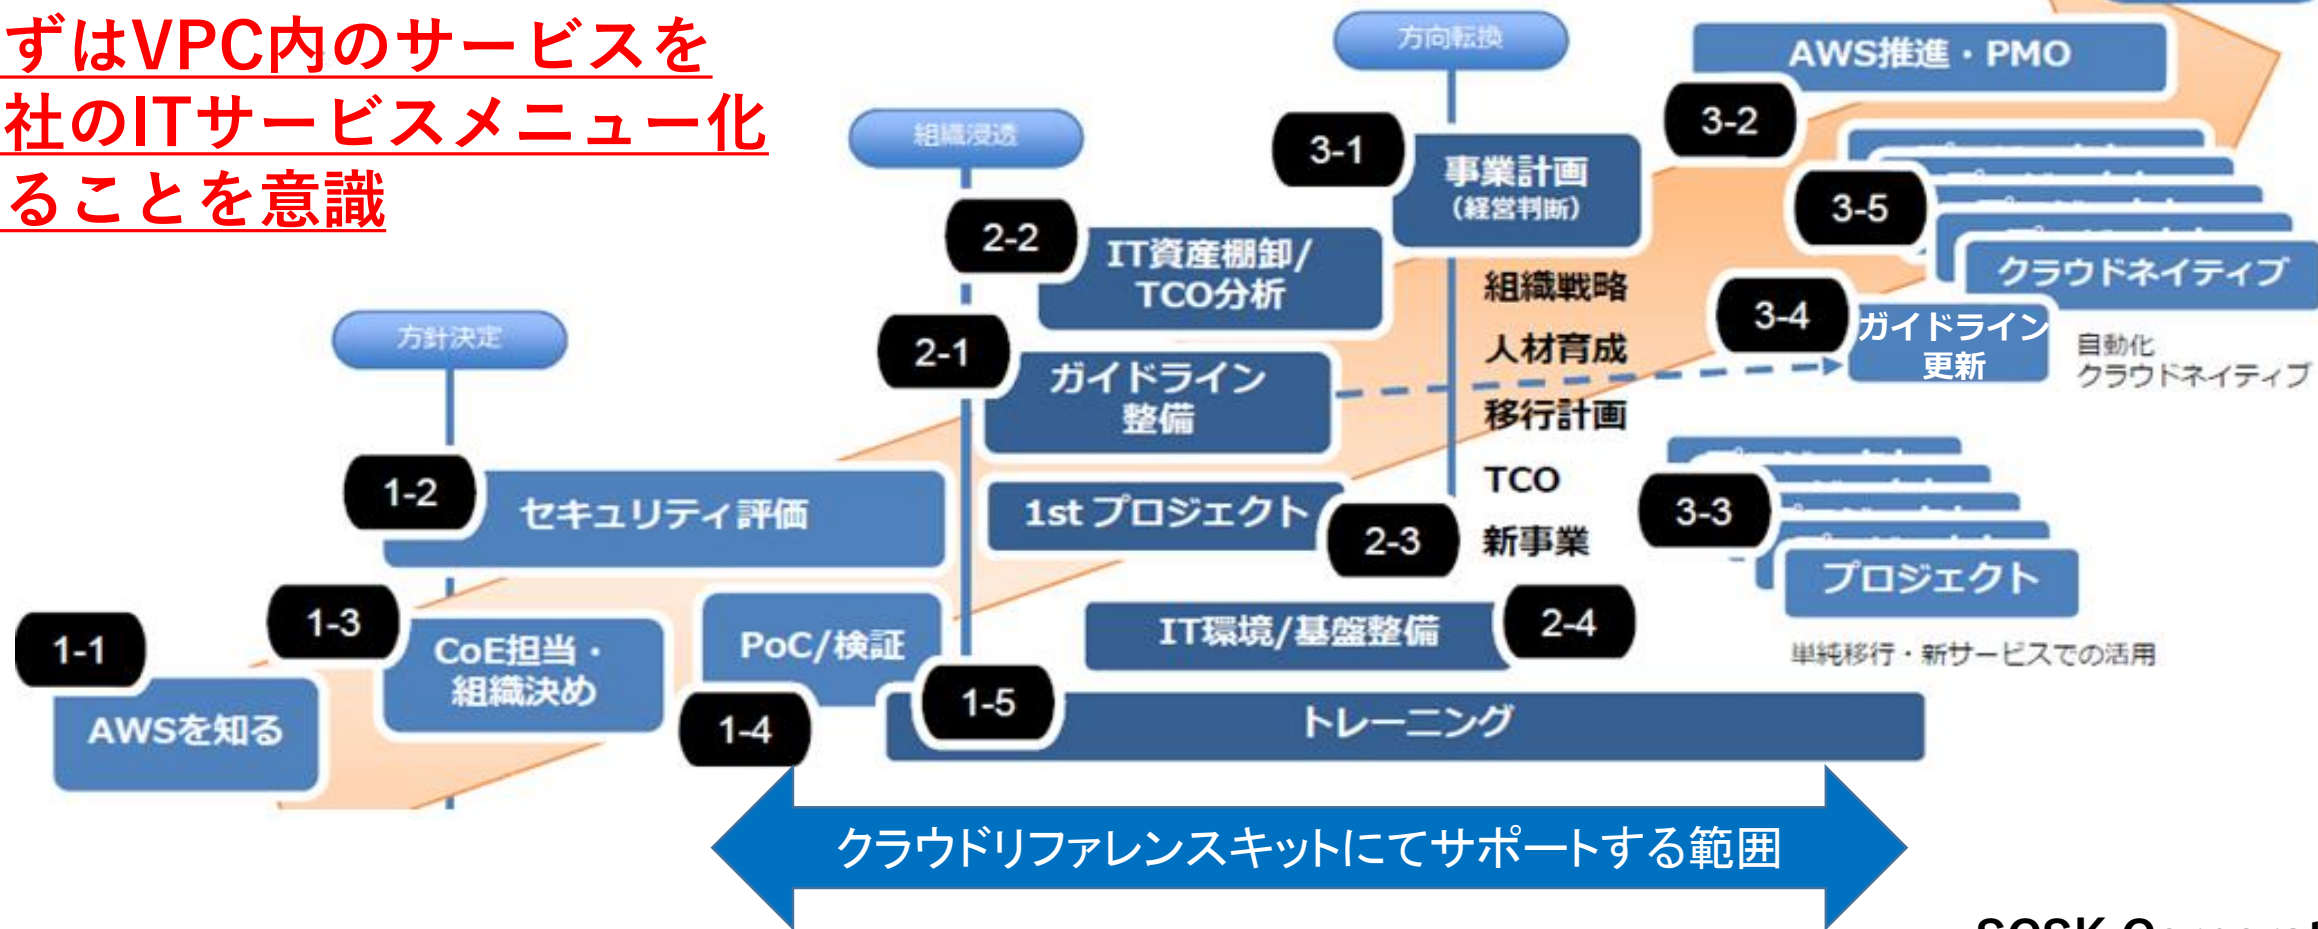 ずはVPC内のサービスを
社のITサービスメニュー化
ることを意識
方向転換
AWS推進・PMO
3-2
組織浸透
3-1
事業計画
（経営判断）
3-5
クラウドネイティブ
2-2
IT資産棚卸/
TCO分析
組織戦略
3-4
ガイドライン
更新
自動化
クラウドネイティブ
方針決定
2-1
ガイドライン
整備
人材育成
移行計画
1-2
セキュリティ評価
1st プロジェクト
2-3
TCO
新事業
3-3
プロジェクト
単純移行・新サービスでの活用
1-1
AWSを知る
1-3
CoE担当・
組織決め
PoC/検証
1-4
IT環境/基盤整備
2-4
1-5
トレーニング
クラウドリファレンスキットにてサポートする範囲